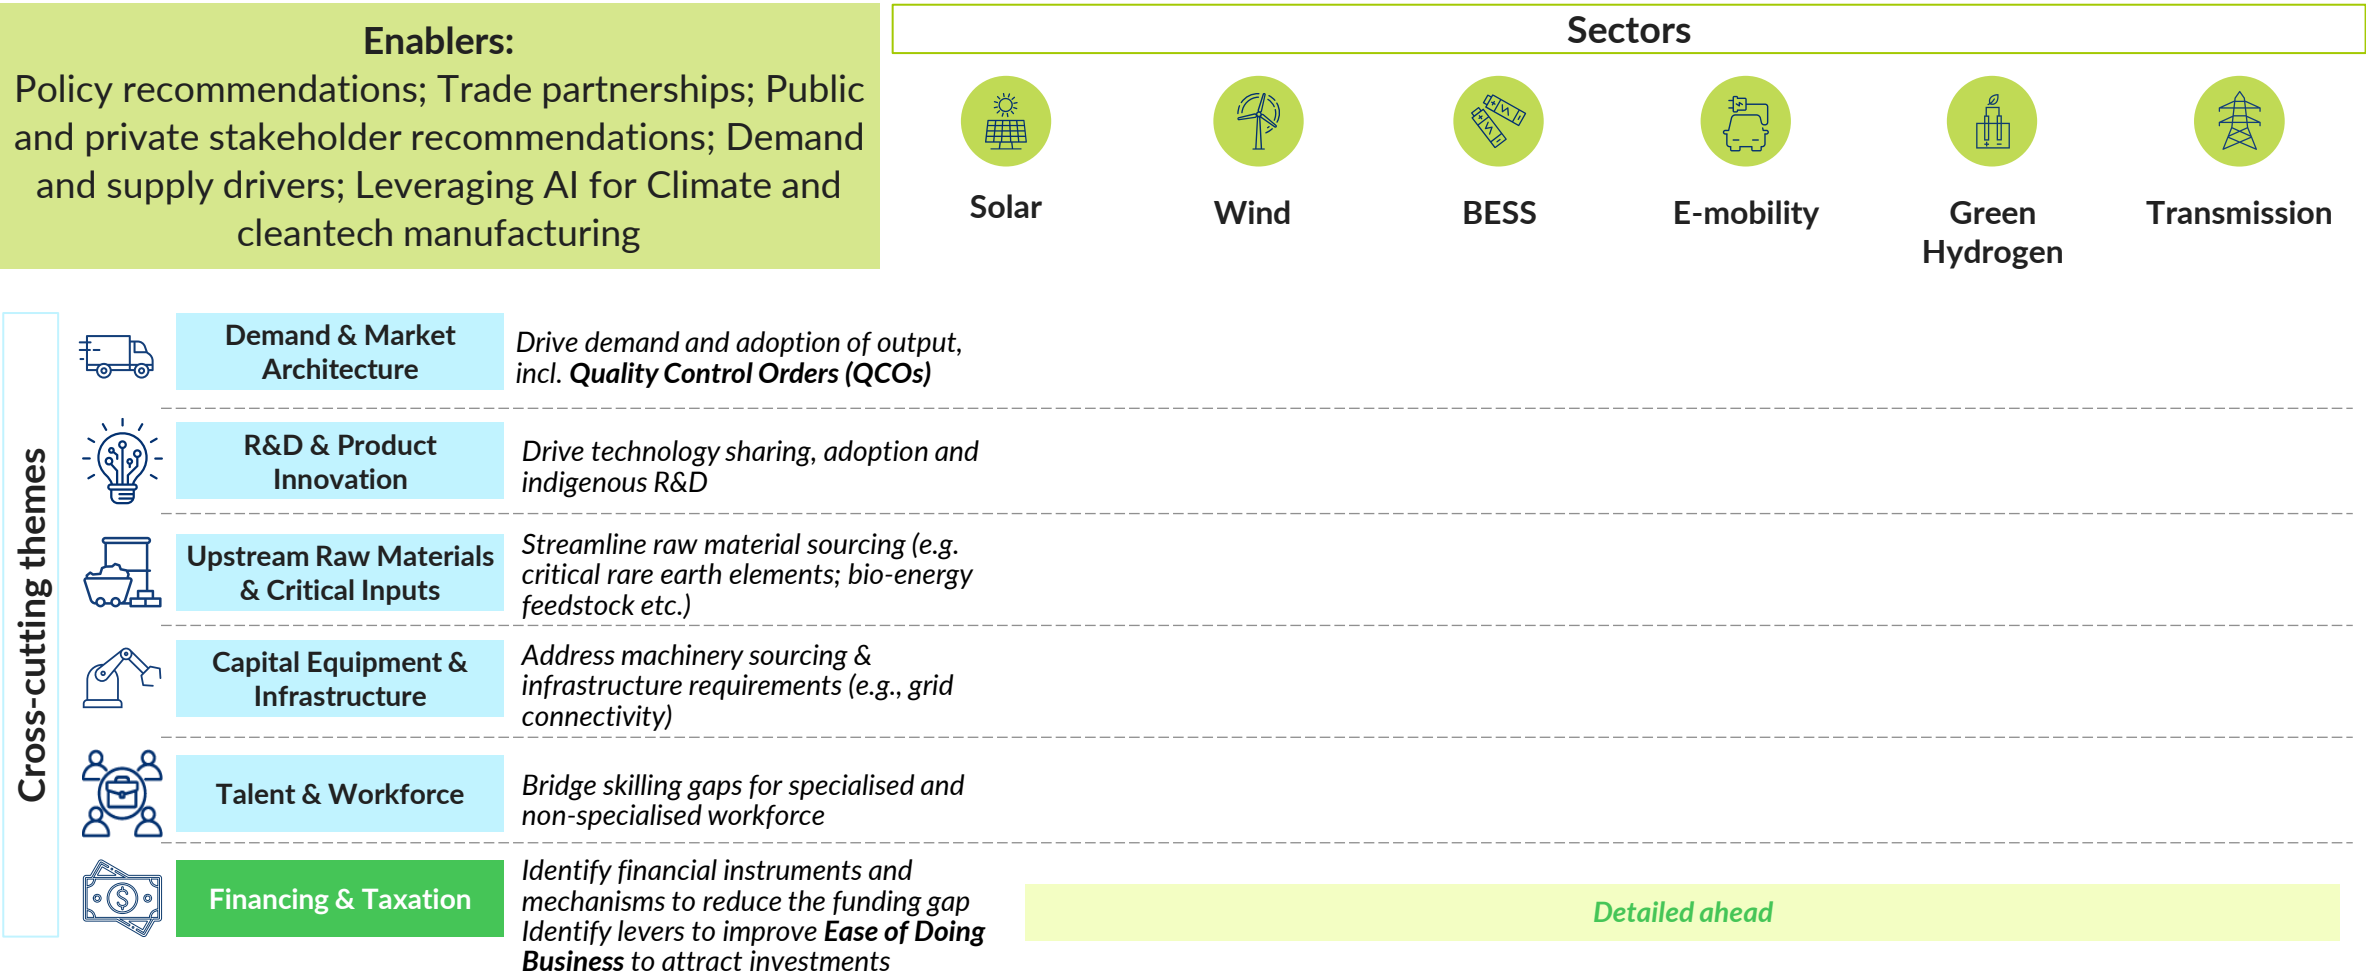 Enablers:
Policy recommendations; Trade partnerships; Public
and private stakeholder recommendations; Demand
and supply drivers; Leveraging AI for Climate and
cleantech manufacturing
Sectors
Solar
Wind
BESS
E-mobility
Green
Hydrogen
Transmission
Cross-cutting themes
Demand & Market
Architecture
Drive demand and adoption of output,
incl. Quality Control Orders (QCOs)
R&D & Product
Innovation
Drive technology sharing, adoption and
indigenous R&D
Upstream Raw Materials
& Critical Inputs
Streamline raw material sourcing (e.g.
critical rare earth elements; bio-energy
feedstock etc.)
Capital Equipment &
Infrastructure
Address machinery sourcing &
infrastructure requirements (e.g., grid
connectivity)
Talent & Workforce
Bridge skilling gaps for specialised and
non-specialised workforce
Financing & Taxation
Identify financial instruments and
mechanisms to reduce the funding gap
Identify levers to improve Ease of Doing
Business to attract investments
Detailed ahead